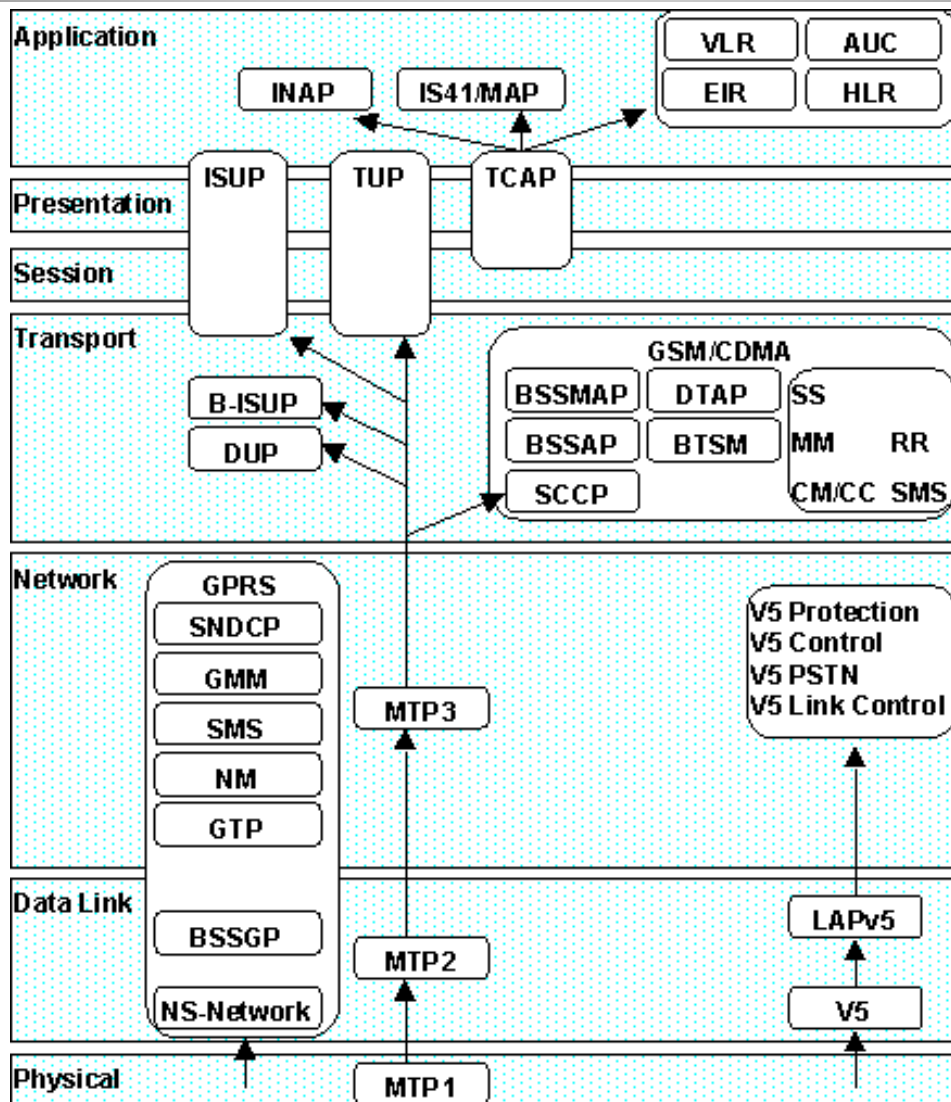 Application
VLR
AUC
EIR
HLR
INAP
IS41/MAP
ISUP
TUP
TCAP
Presentation
Session
Transport
GSM/CDMA
BSSMAP
DTAP
SS
BSSAP
BTSM
MM
RR
SCCP
CM/CC
SMS
B-ISUP
DUP
Network
GPRS
SNDCP
GMM
SMS
NM
GTP
MTP3
V5 Protection
V5 Control
V5 PSTN
V5 Link Control
Data Link
BSSGP
NS-Network
MTP2
LAPv5
V5
Physical
MTP1